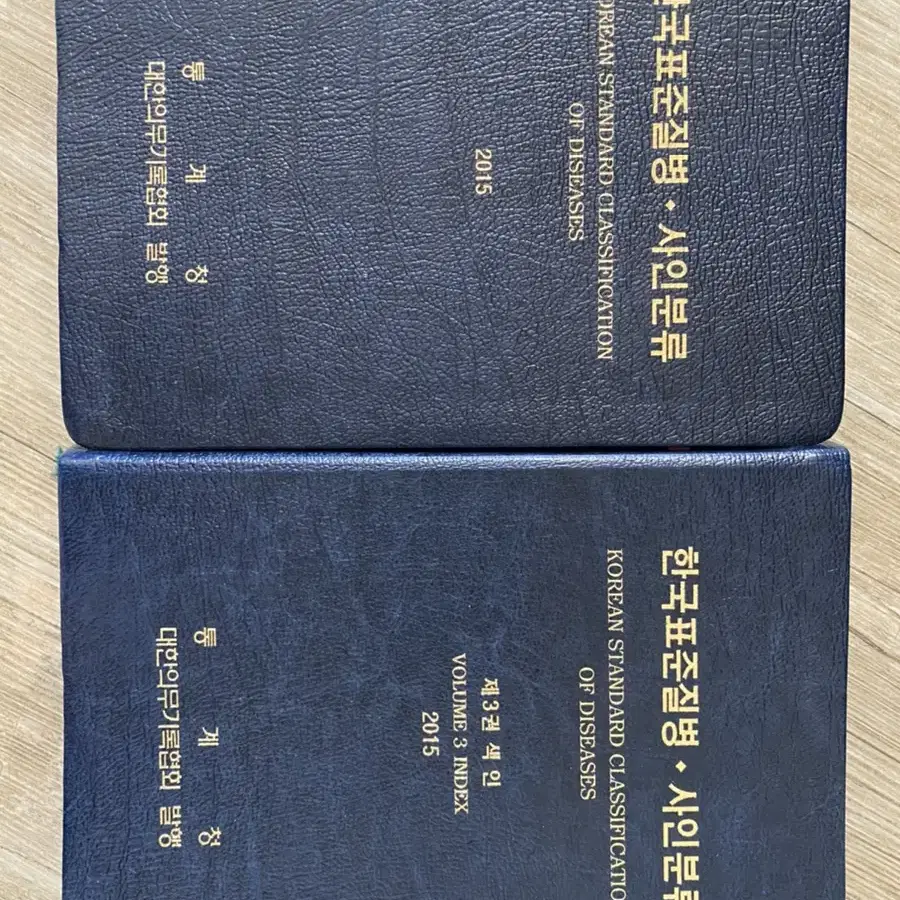 한국표준질병 · 사인분류
KOREAN STANDARD CLASSIFICATION
OF DISEASES
2015
통 계 청
대한의무기록협회 발행
한국표준질병 · 사인분류
KOREAN STANDARD CLASSIFICATIO
OF DISEASES
제3권 색인
VOLUME 3 INDEX
2015
통 계 청
대한의무기록협회 발행